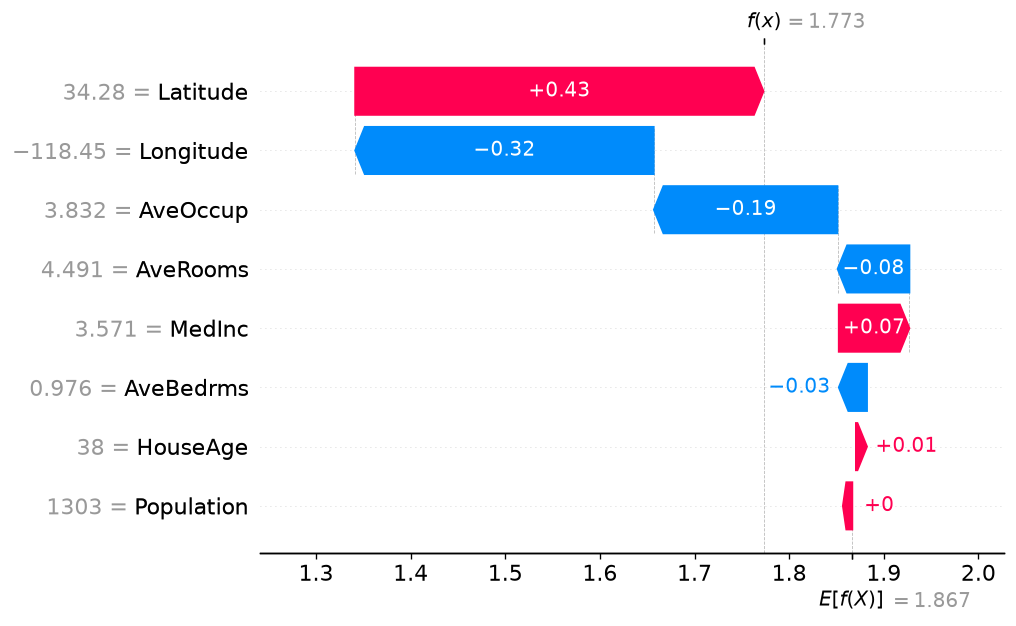 f(x) = 1.773
34.28 = Latitude
+0.43
−118.45 = Longitude
−0.32
3.832 = AveOccup
−0.19
4.491 = AveRooms
−0.08
3.571 = MedInc
+0.07
0.976 = AveBedrms
−0.03
38 = HouseAge
+0.01
1303 = Population
+0
1.3 1.4 1.5 1.6 1.7 1.8 1.9 2.0
E[f(X)] = 1.867